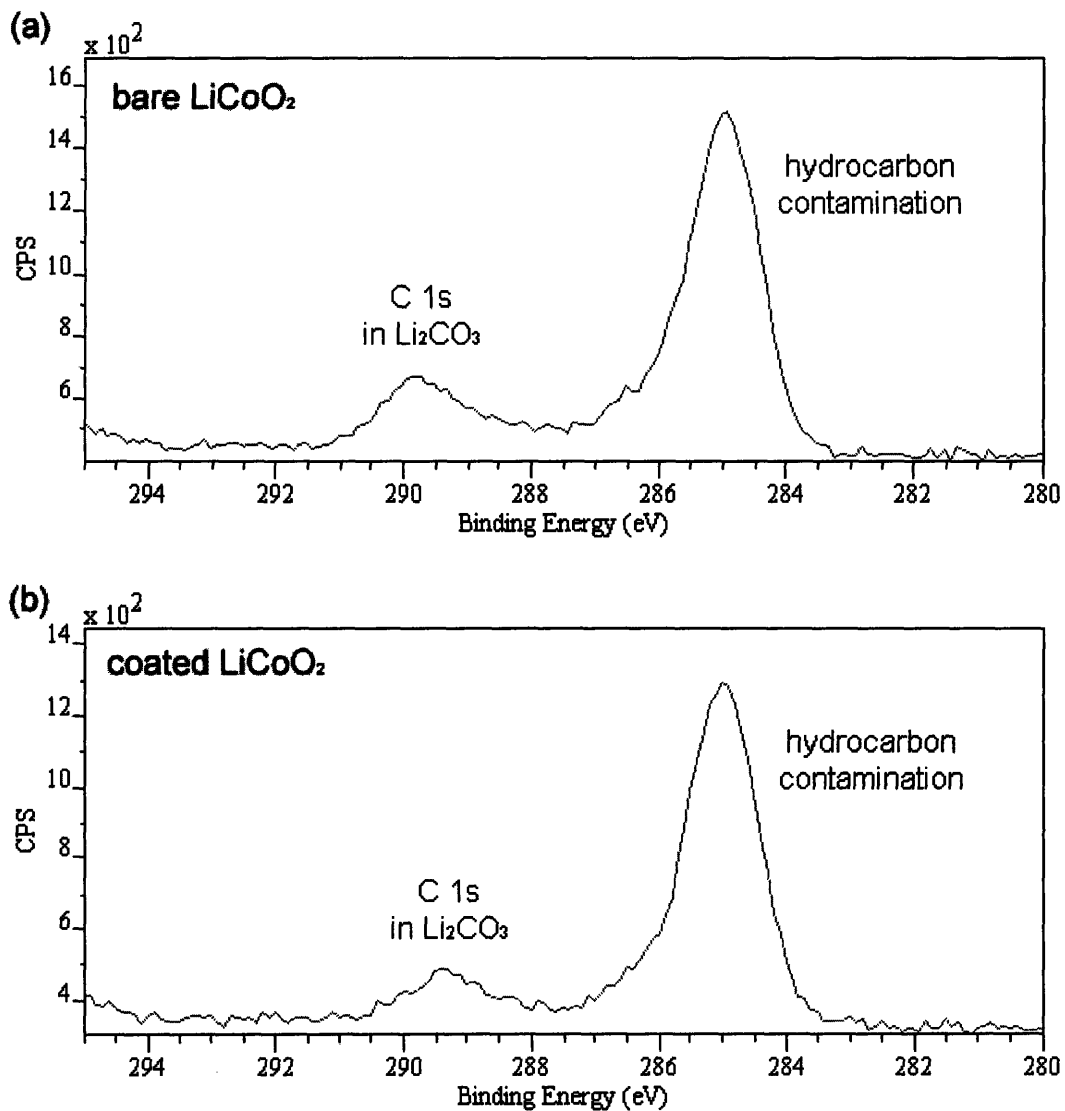 (a)
x 10²
bare LiCoO₂
16
14
12
10
8
6
CPS
hydrocarbon
contamination
C 1s
in Li₂CO₃
294 292 290 288 286 284 282 280
Binding Energy (eV)
(b)
x 10²
coated LiCoO₂
14
12
10
8
6
4
CPS
hydrocarbon
contamination
C 1s
in Li₂CO₃
294 292 290 288 286 284 282 280
Binding Energy (eV)